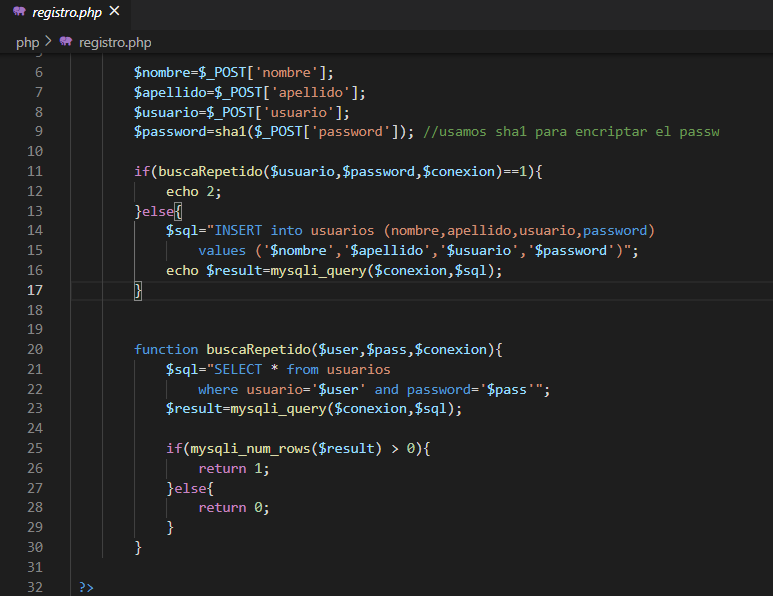 registro.php ×
php > registro.php
6 $nombre=$_POST['nombre'];
7 $apellido=$_POST['apellido'];
8 $usuario=$_POST['usuario'];
9 $password=sha1($_POST['password']); //usamos sha1 para encriptar el passw
10
11 if(buscaRepetido($usuario,$password,$conexion)==1){
12 echo 2;
13 }else{
14 $sql="INSERT into usuarios (nombre,apellido,usuario,password)
15 values ('$nombre','$apellido','$usuario','$password')";
16 echo $result=mysqli_query($conexion,$sql);
17 }
18
19
20 function buscaRepetido($user,$pass,$conexion){
21 $sql="SELECT * from usuarios
22 where usuario='$user' and password='$pass'";
23 $result=mysqli_query($conexion,$sql);
24
25 if(mysqli_num_rows($result) > 0){
26 return 1;
27 }else{
28 return 0;
29 }
30 }
31
32 ?>